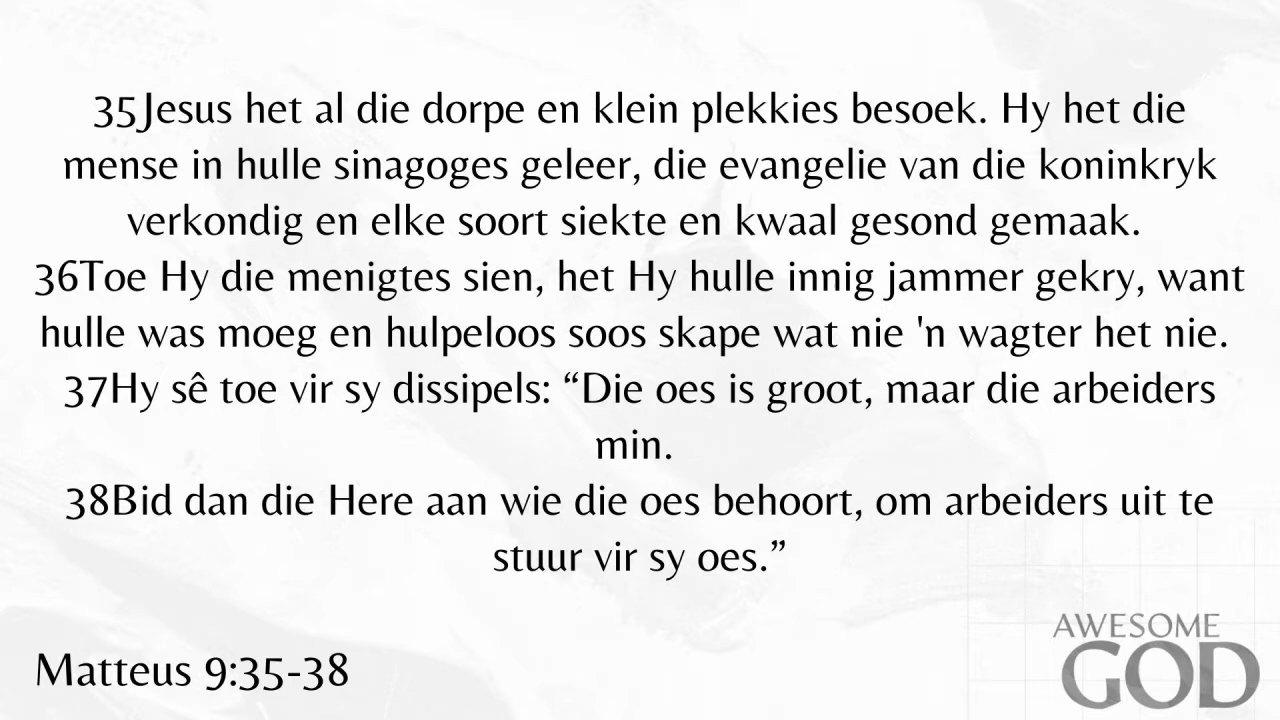 35Jesus het al die dorpe en klein plekkies besoek. Hy het die
mense in hulle sinagoges geleer, die evangelie van die koninkryk
verkondig en elke soort siekte en kwaal gesond gemaak.
36Toe Hy die menigtes sien, het Hy hulle innig jammer gekry, want
hulle was moeg en hulpeloos soos skape wat nie 'n wagter het nie.
37Hy sê toe vir sy dissipels: “Die oes is groot, maar die arbeiders
min.
38Bid dan die Here aan wie die oes behoort, om arbeiders uit te
stuur vir sy oes.”
Matteus 9:35-38
AWESOME
GOD